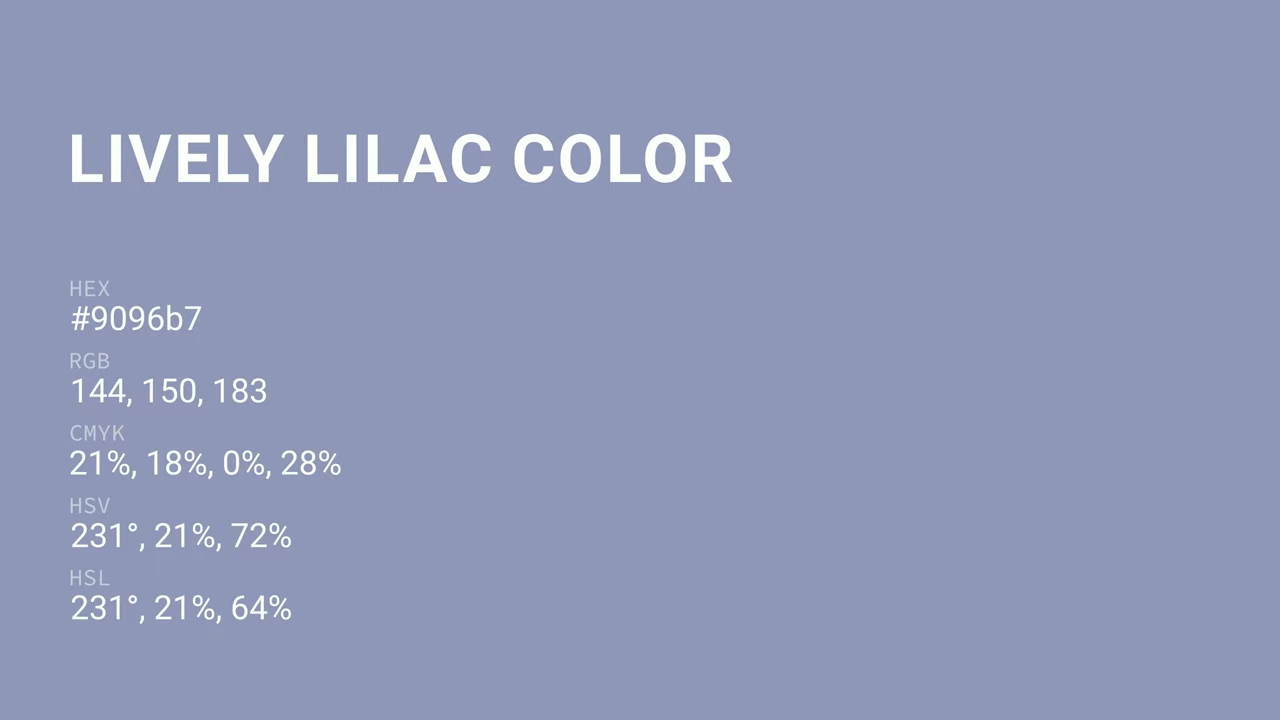 LIVELY LILAC COLOR
HEX
#9096b7
RGB
144, 150, 183
CMYK
21%, 18%, 0%, 28%
HSV
231°, 21%, 72%
HSL
231°, 21%, 64%